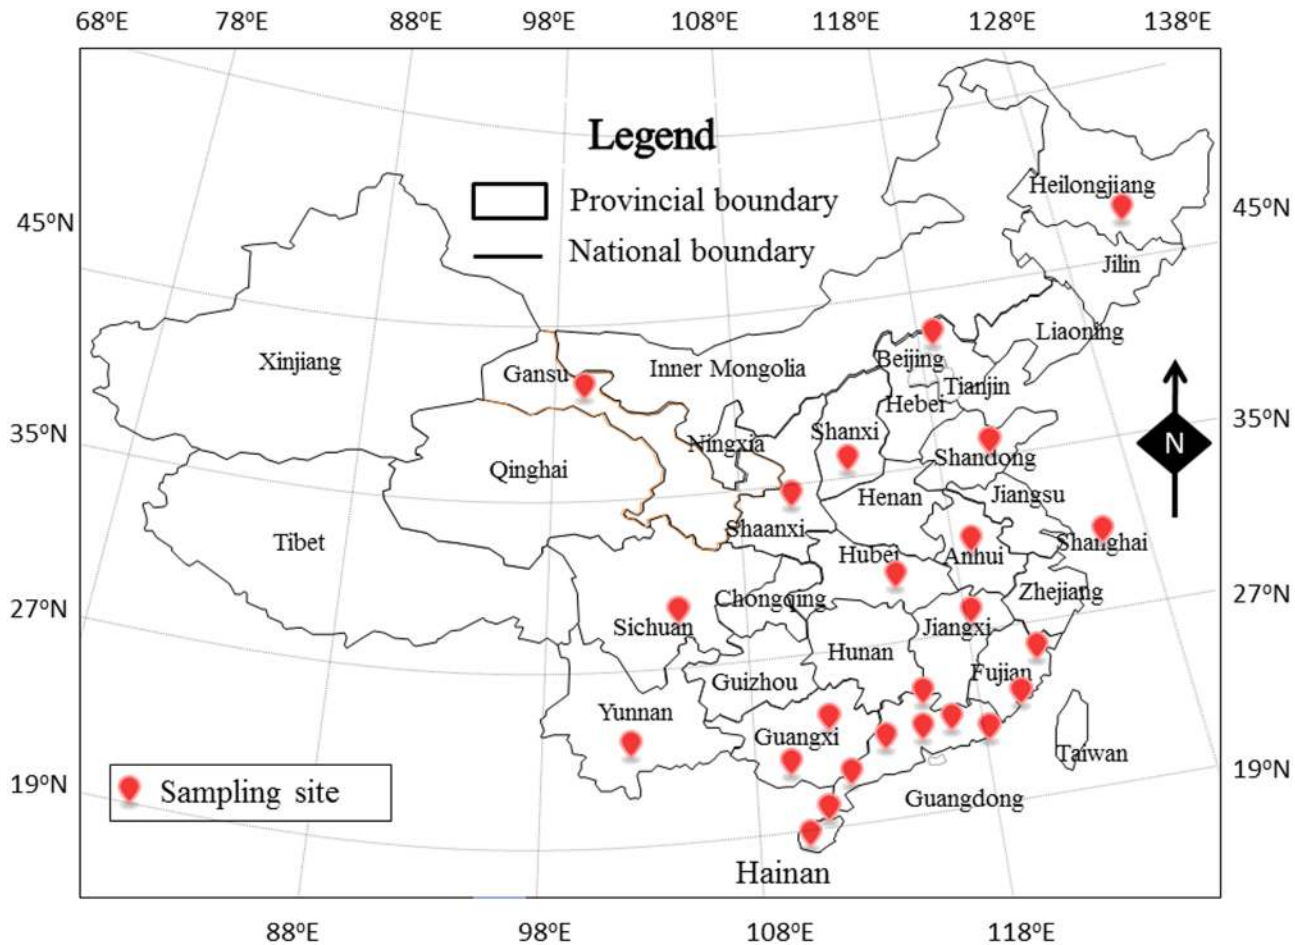 68ºE 78ºE 88ºE 98ºE 108ºE 118ºE 128ºE 138ºE
Legend
Provincial boundary
National boundary
Heilongjiang
45ºN 45ºN
Jilin
Liaoning
Xinjiang
Gansu
Inner Mongolia
Beijing
Tianjin
Hebei
35ºN 35ºN
Ningxia
Shanxi
N
Qinghai
Shandong
Henan
Jiangsu
Tibet
Shaanxi
Shanghai
Hubei
Anhui
27ºN 27ºN
Chongqing
Zhejiang
Sichuan
Jiangxi
Hunan
Guizhou
Fujian
Yunnan
Guangxi
Taiwan
19ºN 19ºN
Sampling site
Guangdong
Hainan
88ºE 98ºE 108ºE 118ºE